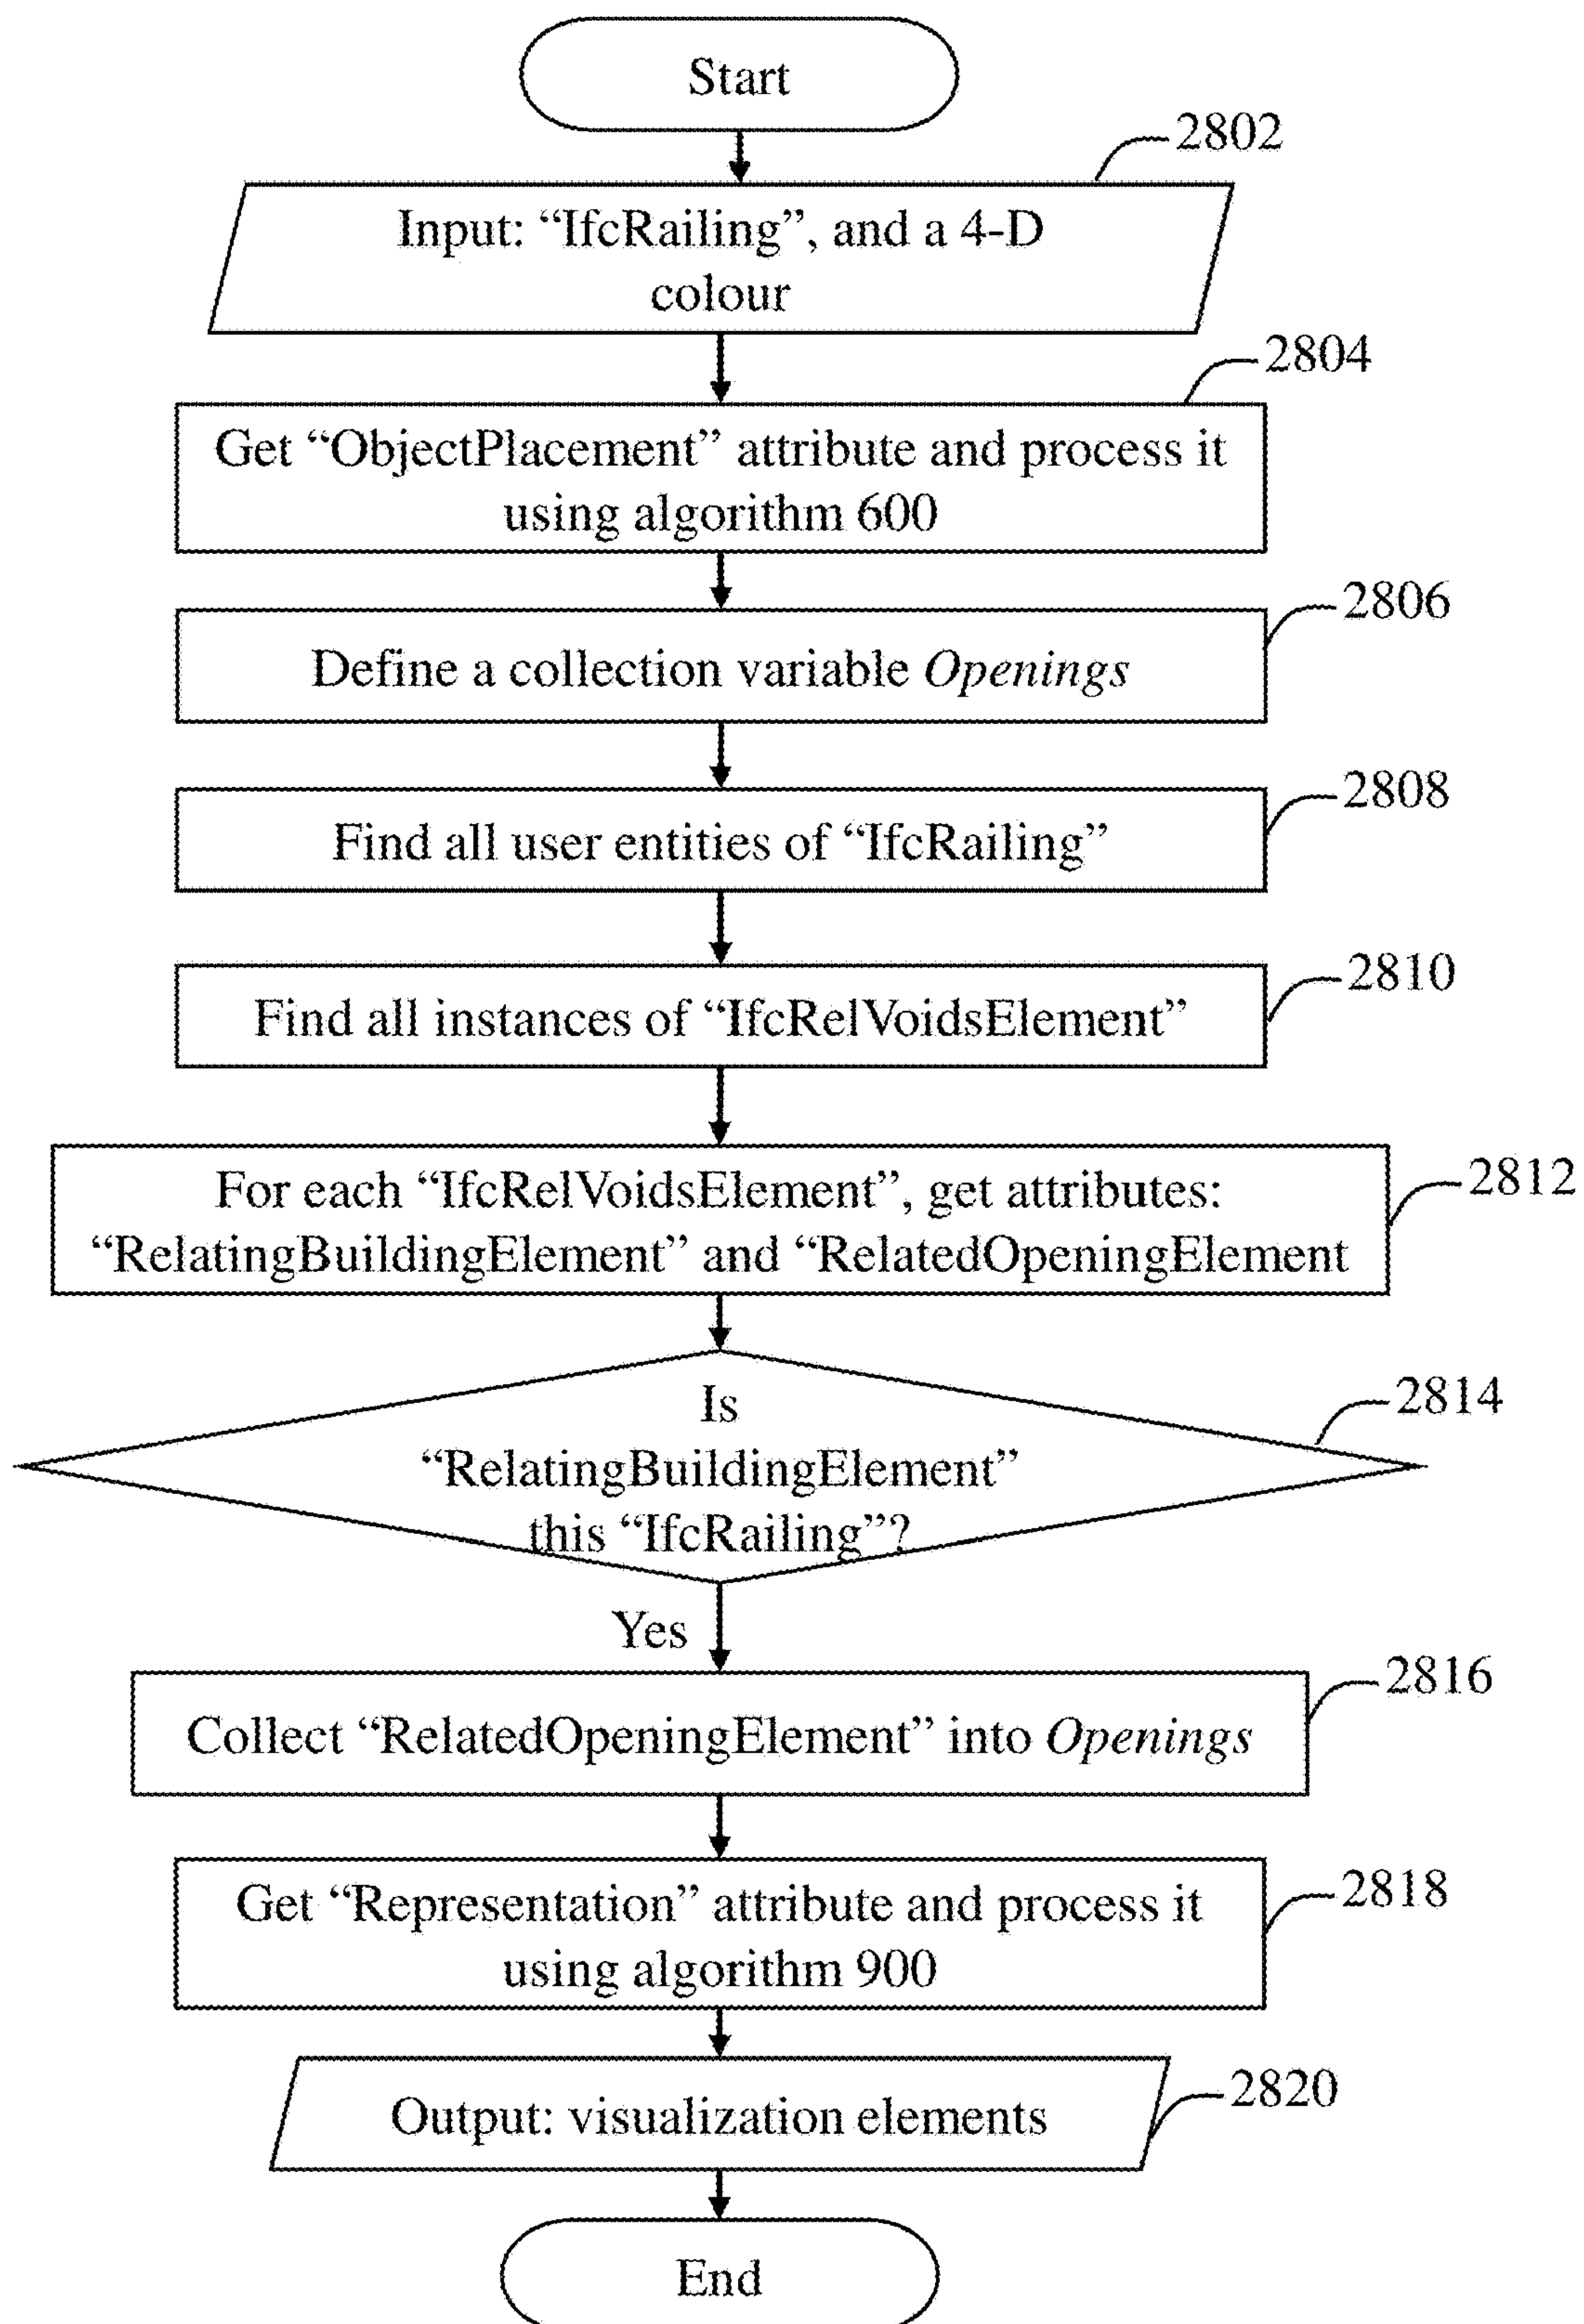 Start
2802
Input: “IfcRailing”, and a 4-D
colour
2804
Get “ObjectPlacement” attribute and process it
using algorithm 600
2806
Define a collection variable Openings
2808
Find all user entities of “IfcRailing”
2810
Find all instances of “IfcRelVoidsElement”
2812
For each “IfcRelVoidsElement”, get attributes:
“RelatingBuildingElement” and “RelatedOpeningElement
2814
Is
“RelatingBuildingElement”
this “IfcRailing”?
Yes
2816
Collect “RelatedOpeningElement” into Openings
2818
Get “Representation” attribute and process it
using algorithm 900
2820
Output: visualization elements
End